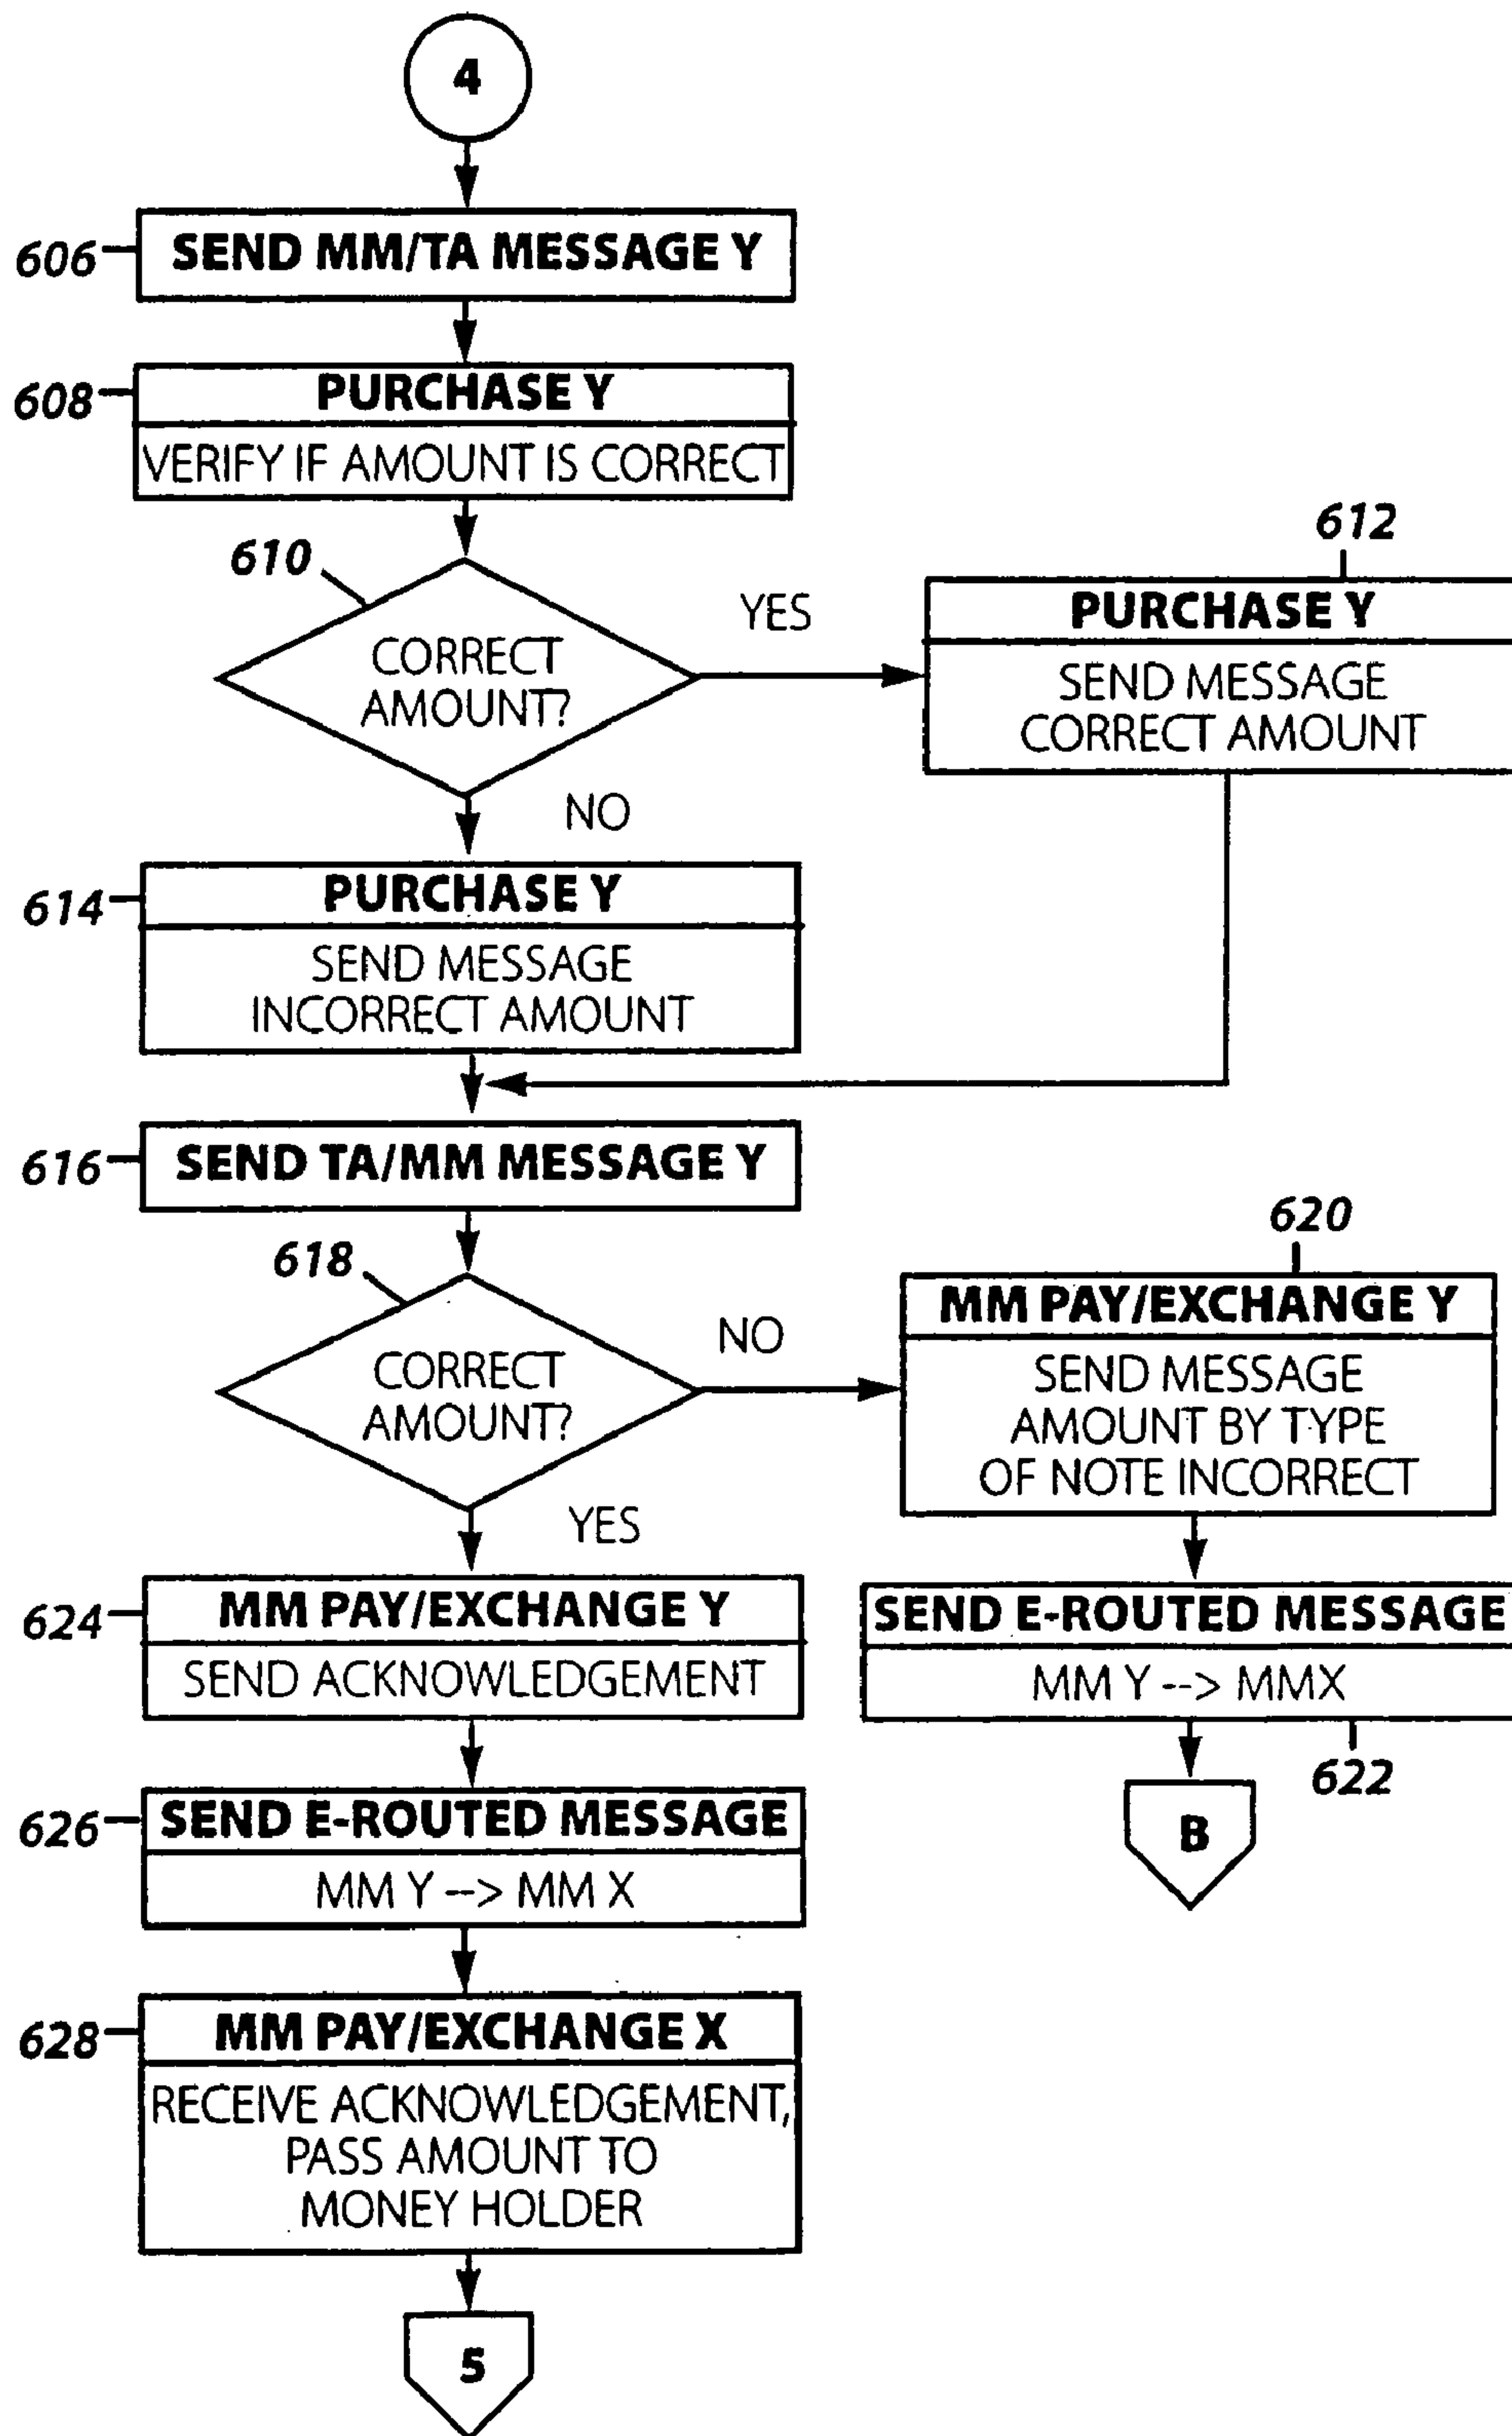 4
606
SEND MM/TA MESSAGE Y
608
PURCHASE Y
VERIFY IF AMOUNT IS CORRECT
610
CORRECT
AMOUNT?
YES
612
PURCHASE Y
SEND MESSAGE
CORRECT AMOUNT
NO
614
PURCHASE Y
SEND MESSAGE
INCORRECT AMOUNT
616
SEND TA/MM MESSAGE Y
618
CORRECT
AMOUNT?
NO
620
MM PAY/EXCHANGE Y
SEND MESSAGE
AMOUNT BY TYPE
OF NOTE INCORRECT
SEND E-ROUTED MESSAGE
MM Y --> MMX
622
B
YES
624
MM PAY/EXCHANGE Y
SEND ACKNOWLEDGEMENT
626
SEND E-ROUTED MESSAGE
MM Y --> MM X
628
MM PAY/EXCHANGE X
RECEIVE ACKNOWLEDGEMENT,
PASS AMOUNT TO
MONEY HOLDER
5